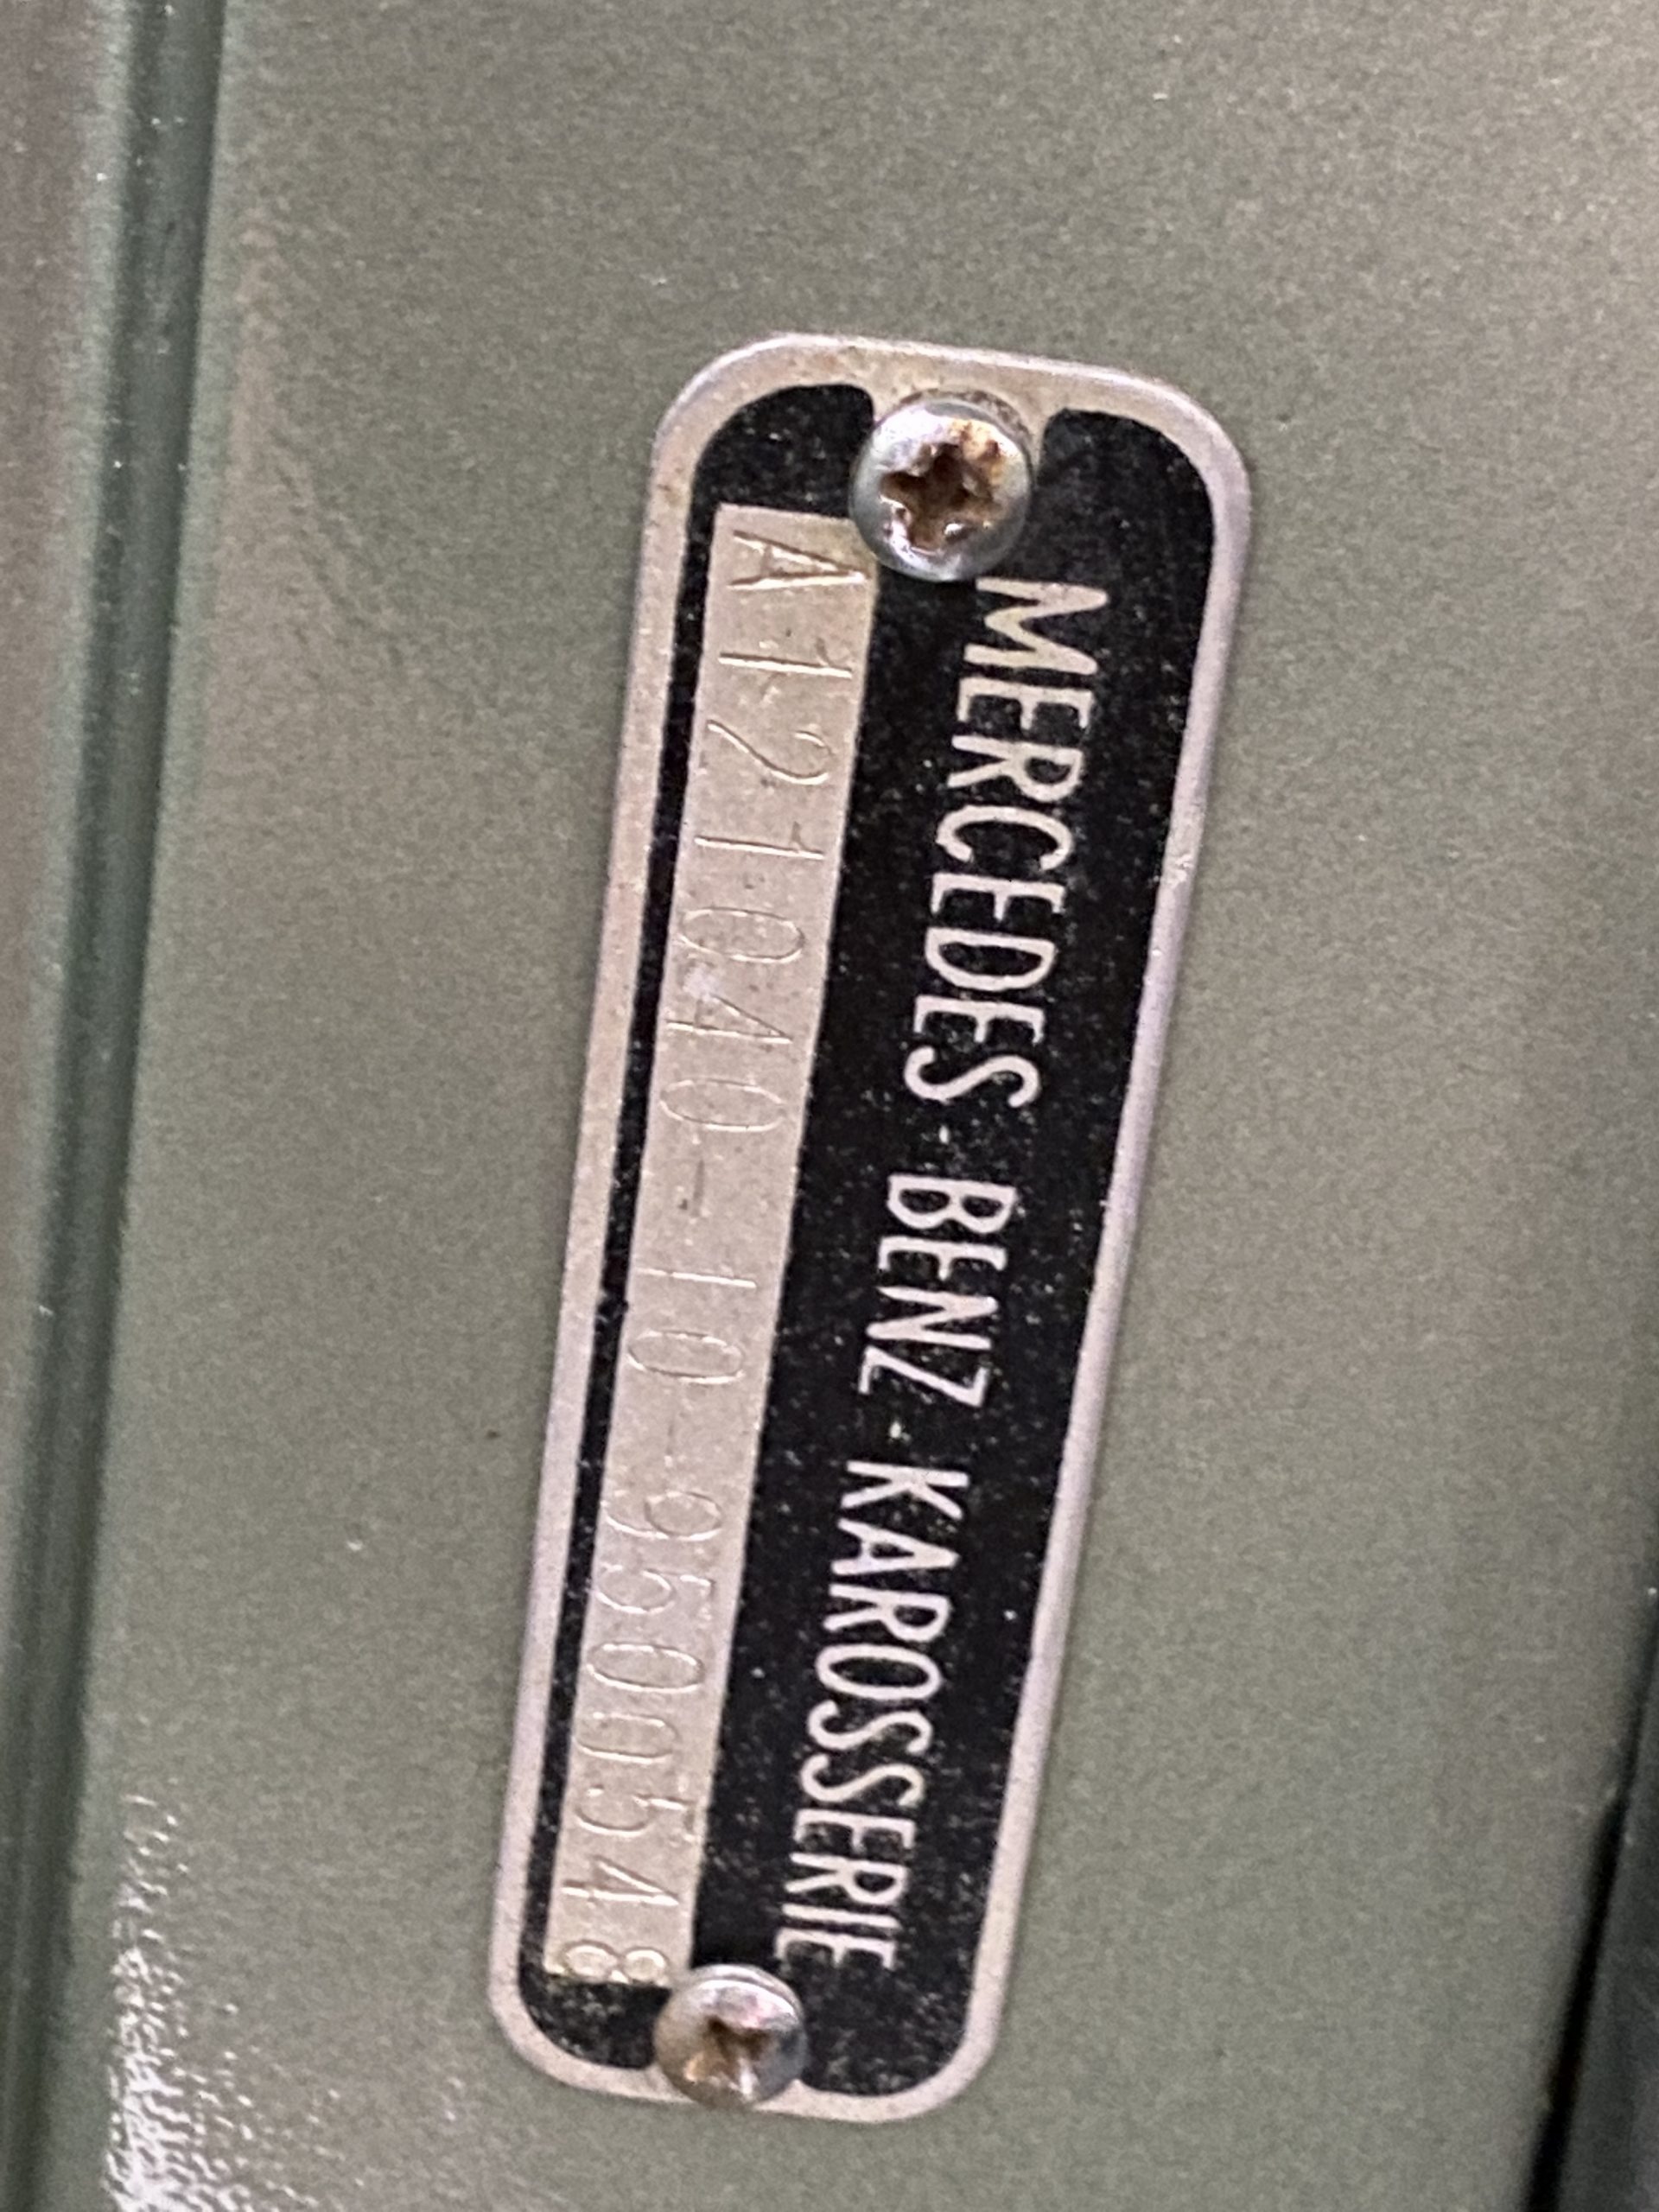 MERCEDES - BENZ - KAROSSERIE
A121040-10-9500548